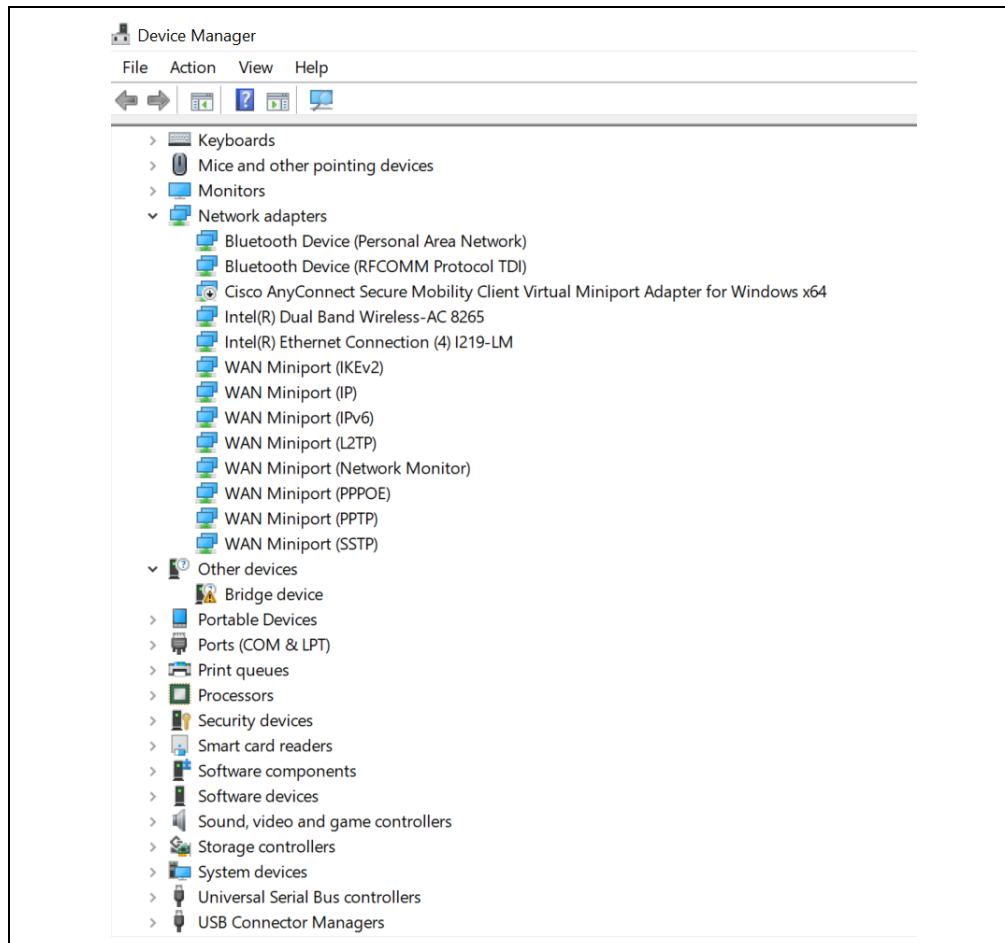 Device Manager
File Action View Help
Keyboards
Mice and other pointing devices
Monitors
Network adapters
Bluetooth Device (Personal Area Network)
Bluetooth Device (RFCOMM Protocol TDI)
Cisco AnyConnect Secure Mobility Client Virtual Miniport Adapter for Windows x64
Intel(R) Dual Band Wireless-AC 8265
Intel(R) Ethernet Connection (4) I219-LM
WAN Miniport (IKEv2)
WAN Miniport (IP)
WAN Miniport (IPv6)
WAN Miniport (L2TP)
WAN Miniport (Network Monitor)
WAN Miniport (PPPOE)
WAN Miniport (PPTP)
WAN Miniport (SSTP)
Other devices
Bridge device
Portable Devices
Ports (COM & LPT)
Print queues
Processors
Security devices
Smart card readers
Software components
Software devices
Sound, video and game controllers
Storage controllers
System devices
Universal Serial Bus controllers
USB Connector Managers